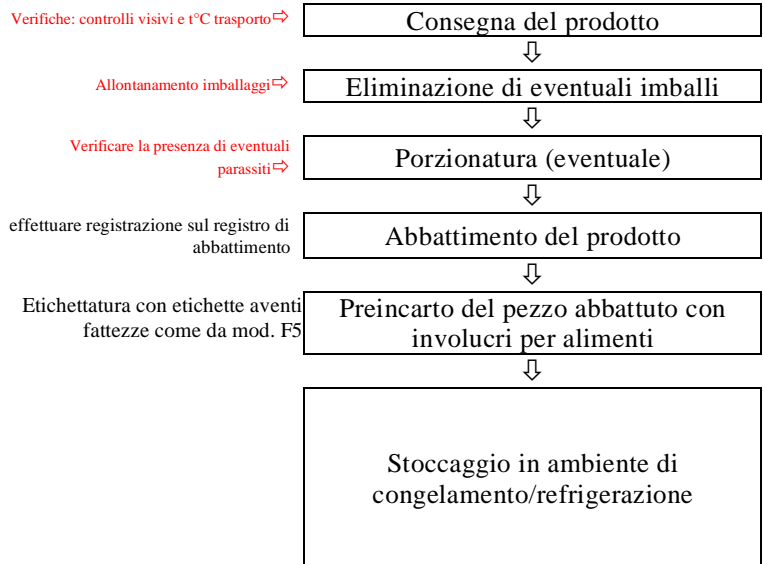 Verifiche: controlli visivi e t°C trasporto⇨
Consegna del prodotto
⇩
Allontanamento imballaggi⇨
Eliminazione di eventuali imballi
⇩
Verificare la presenza di eventuali
parassiti⇨
Porzionatura (eventuale)
⇩
effettuare registrazione sul registro di
abbattimento
Abbattimento del prodotto
⇩
Etichettatura con etichette aventi
fattezze come da mod. F5
Preincarto del pezzo abbattuto con
involucri per alimenti
⇩
Stoccaggio in ambiente di
congelamento/refrigerazione